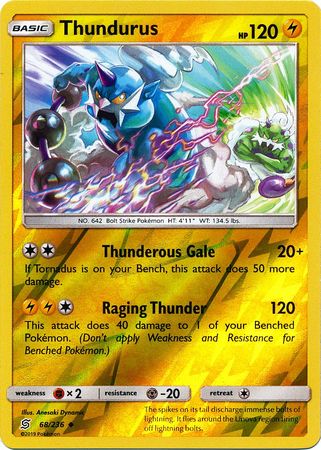 BASIC
Thundurus
HP 120
NO. 642 Bolt Strike Pokémon HT: 4'11" WT: 134.5 lbs.
Thunderous Gale 20+
If Tornadus is on your Bench, this attack does 50 more
damage.
Raging Thunder 120
This attack does 40 damage to 1 of your Benched
Pokémon. (Don't apply Weakness and Resistance for
Benched Pokémon.)
weakness × 2 resistance -20 retreat
Illus. Anesaki Dynamic
68/236
©2019 Pokémon
The spikes on its tail discharge immense bolts of
lightning. It flies around the Unova region firing
off lightning bolts.